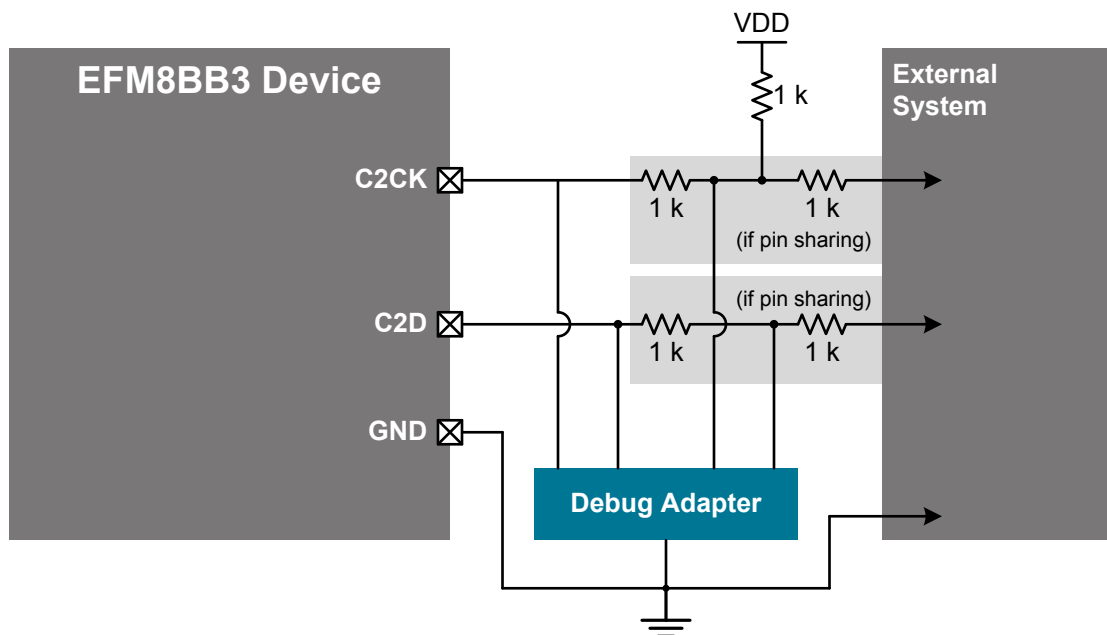 VDD
EFM8BB3 Device
External
System
1 k
C2CK
1 k
1 k
(if pin sharing)
(if pin sharing)
C2D
1 k
1 k
GND
Debug Adapter